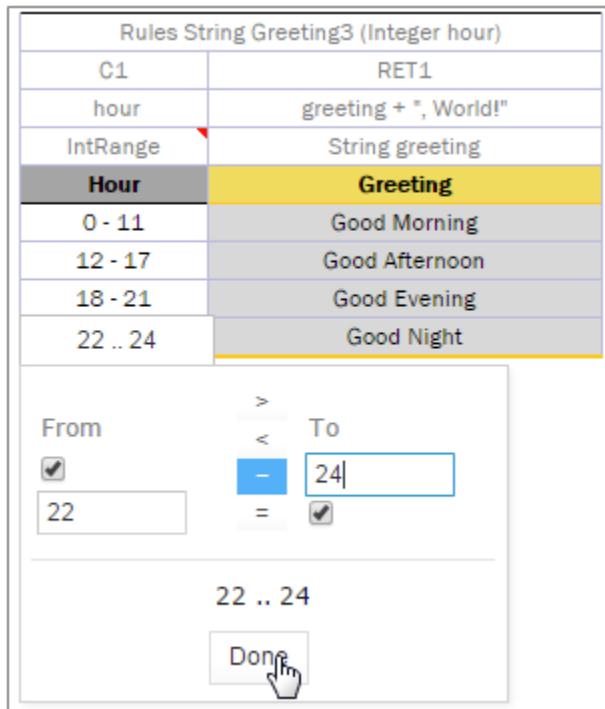 Rules String Greeting3 (Integer hour)
C1 RET1
hour greeting + ", World!"
IntRange String greeting
Hour Greeting
0 - 11 Good Morning
12 - 17 Good Afternoon
18 - 21 Good Evening
22 .. 24 Good Night
>
From < To
– 24
22 =
22 .. 24
Done